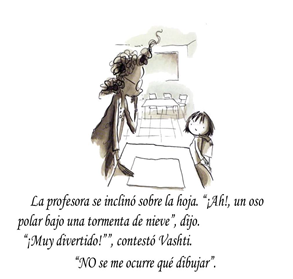 La profesora se inclinó sobre la hoja. “¡Ah!, un oso
polar bajo una tormenta de nieve”, dijo.
“¡Muy divertido!””, contestó Vashti.
“NO se me ocurre qué dibujar”.